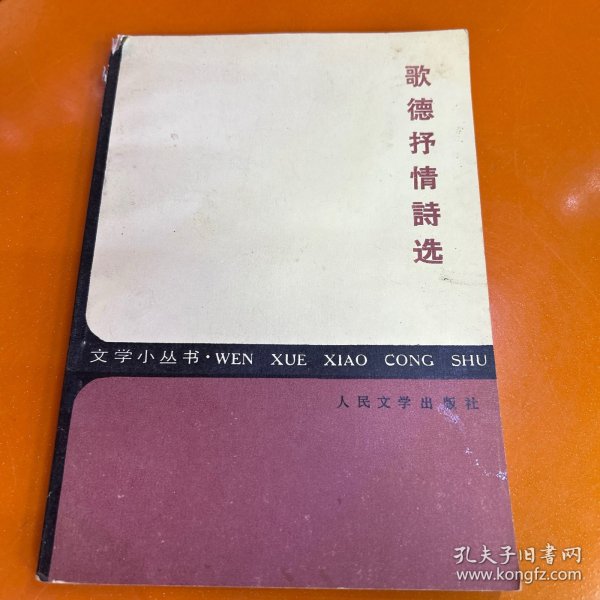 歌德抒情詩选
文学小丛书·WEN XUE XIAO CONG SHU
人民文学出版社
孔夫子旧書网
www.kongfz.com